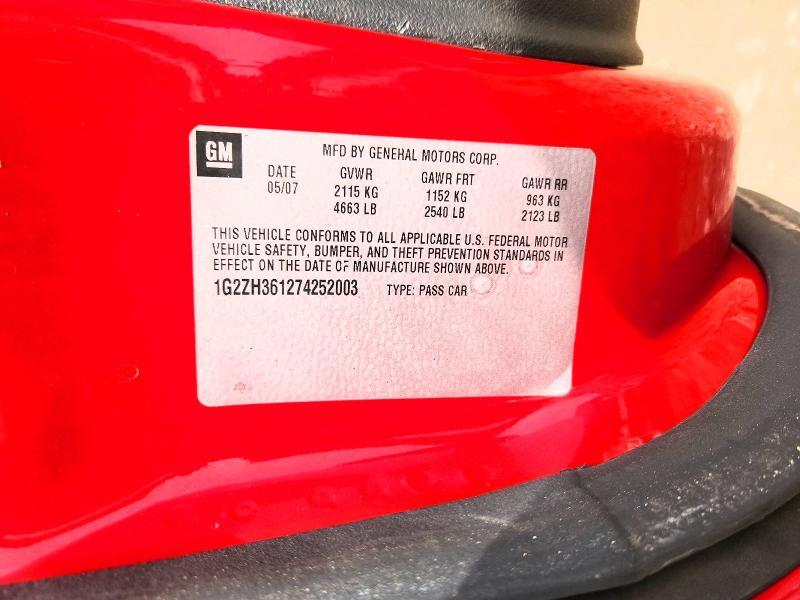 GM
MFD BY GENERAL MOTORS CORP.
DATE GVWR GAWR FRT GAWR RR
05/07 2115 KG 1152 KG 963 KG
4663 LB 2540 LB 2123 LB
THIS VEHICLE CONFORMS TO ALL APPLICABLE U.S. FEDERAL MOTOR
VEHICLE SAFETY, BUMPER, AND THEFT PREVENTION STANDARDS IN
EFFECT ON THE DATE OF MANUFACTURE SHOWN ABOVE.
1G2ZH361274252003 TYPE: PASS CAR